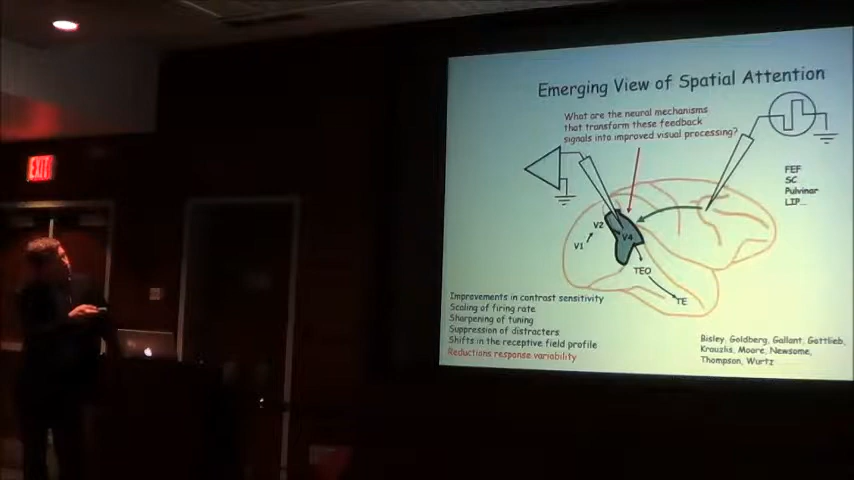 EXIT
Emerging View of Spatial Attention
What are the neural mechanisms
that transform these feedback
signals into improved visual processing?
FEF
SC
Pulvinar
LIP...
V2
V4
V1
TEO
TE
Improvements in contrast sensitivity
Scaling of firing rate
Sharpening of tuning
Suppression of distracters
Shifts in the receptive field profile
Reductions response variability
Bisley, Goldberg, Gallant, Gottlieb,
Krauzlis, Moore, Newsome,
Thompson, Wurtz